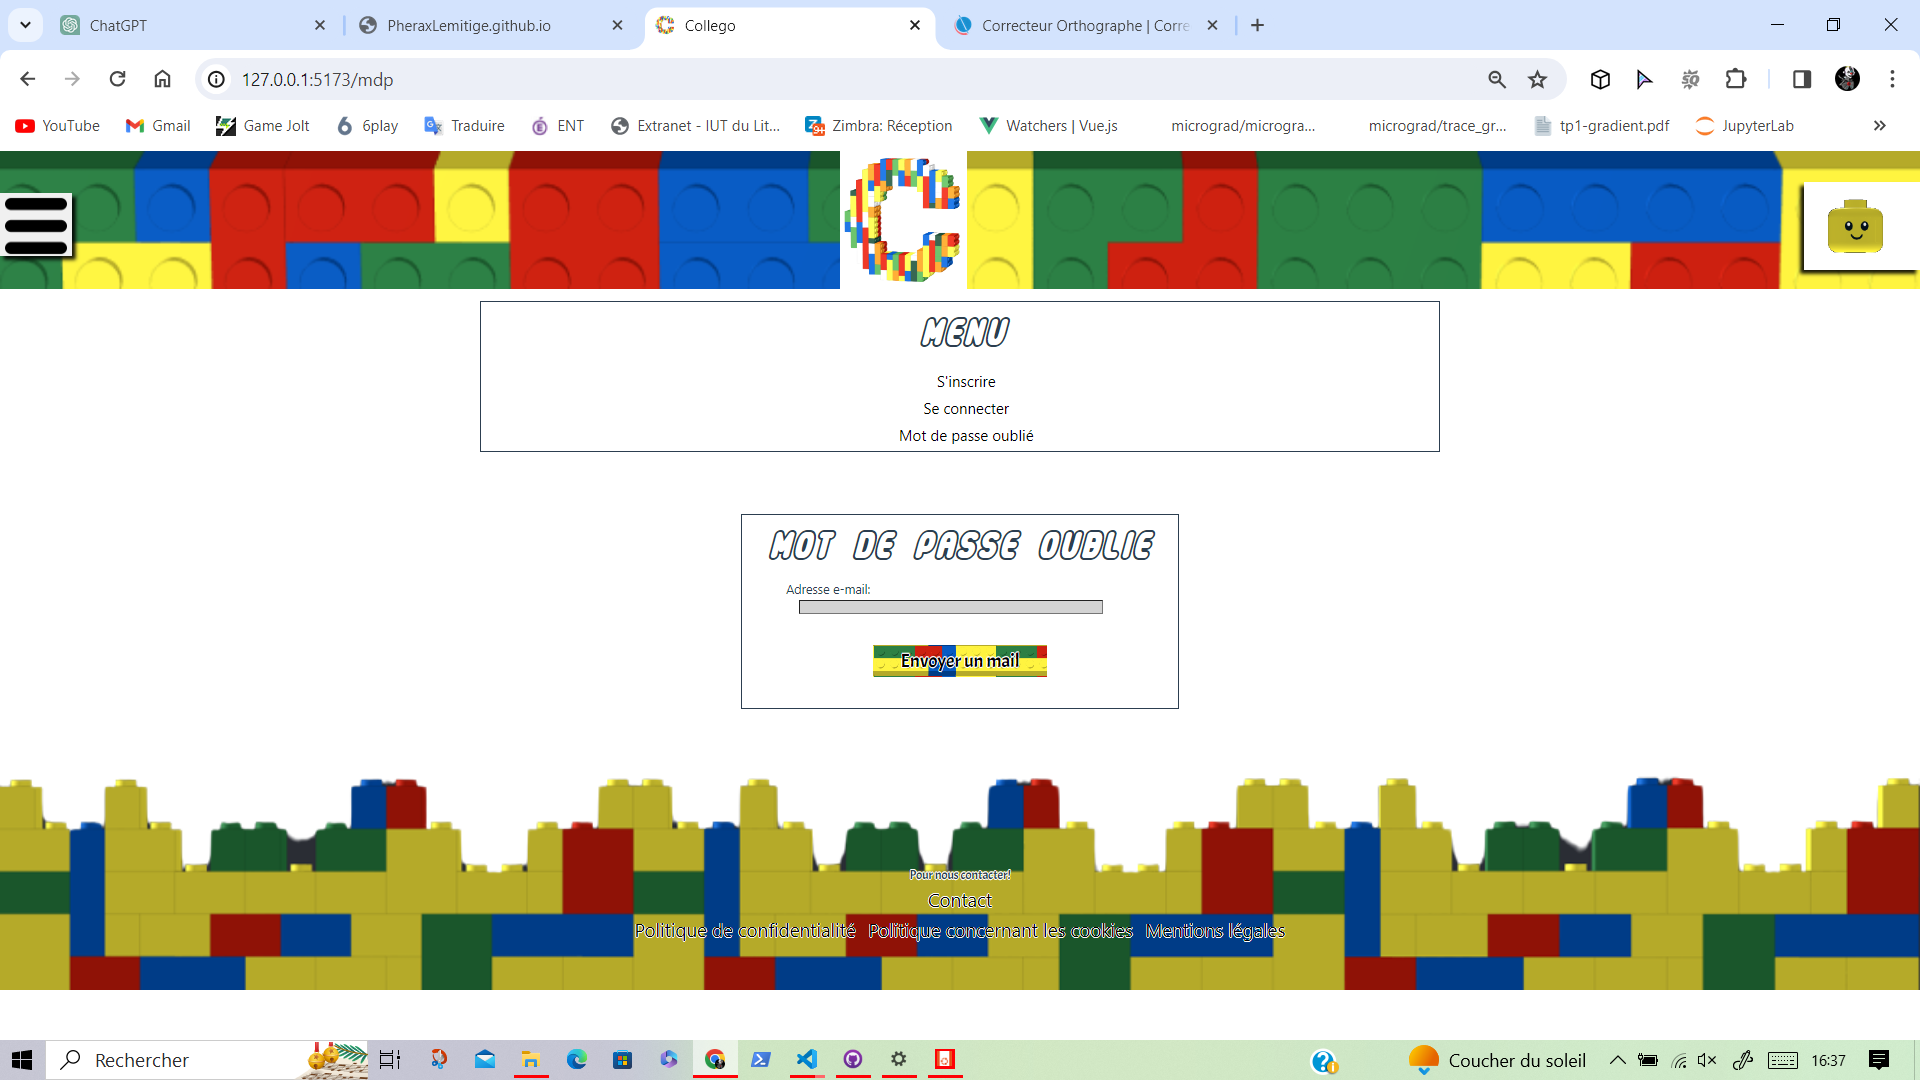 ChatGPT
PheraxLemitige.github.io
Collego
Correcteur Orthographe | Corre
127.0.0.1:5173/mdp
YouTube
Gmail
Game Jolt
6play
Traduire
ENT
Extranet - IUT du Lit...
Zimbra: Réception
Watchers | Vue.js
micrograd/microgra...
micrograd/trace_gr...
tp1-gradient.pdf
JupyterLab
MENU
S'inscrire
Se connecter
Mot de passe oublié
MOT DE PASSE OUBLIE
Adresse e-mail:
Envoyer un mail
Pour nous contacter!
Contact
Politique de confidentialité Politique concernant les cookies Mentions légales
Rechercher
Coucher du soleil
16:37